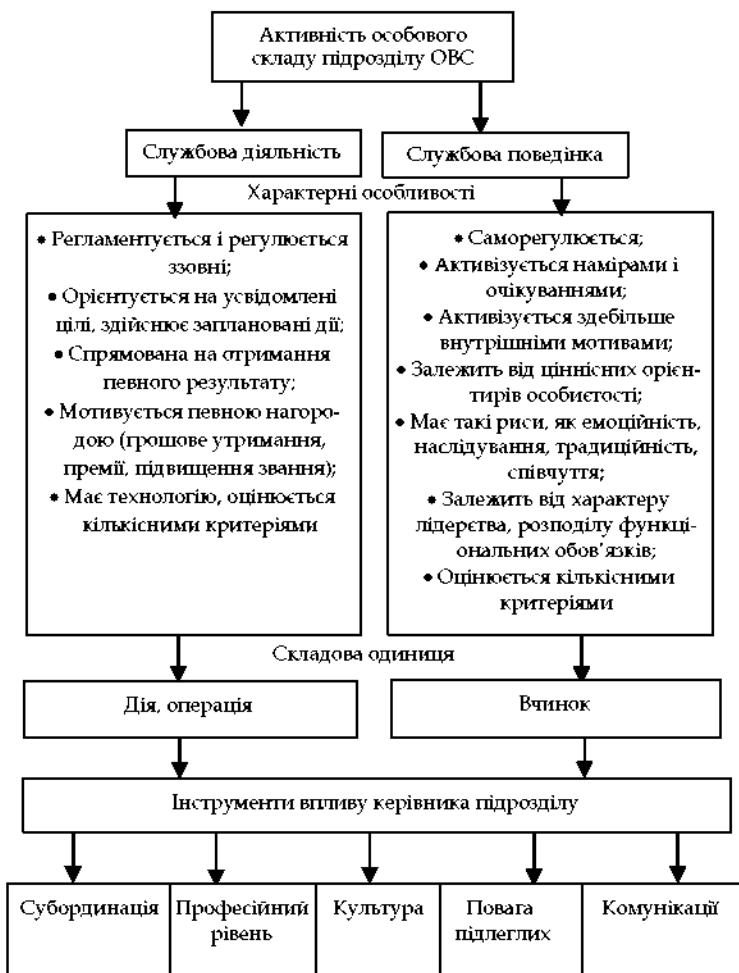 Активність особового
складу підрозділу ОВС
Службова діяльність
Службова поведінка
Характерні особливості
• Регламентується і регулюється
ззовні;
• Орієнтується на усвідомлені
цілі, здійснює заплановані дії;
• Спрямована на отримання
певного результату;
• Мотивується певною нагоро-
дою (грошове утримання,
премії, підвищення звання);
• Має технологію, оцінюється
кількісними критеріями
• Саморегулюється;
• Активізується намірами і
очікуваннями;
• Активізується здебільше
внутрішніми мотивами;
• Залежить від ціннісних орієн-
тирів особистості;
• Має такі риси, як емоційність,
наслідування, традиційність,
співчуття;
• Залежить від характеру
лідерства, розподілу функці-
ональних обов'язків;
• Оцінюється кількісними
критеріями
Складова одиниця
Дія, операція
Вчинок
Інструменти впливу керівника підрозділу
Субординація
Професійний
рівень
Культура
Повага
підлеглих
Комунікації